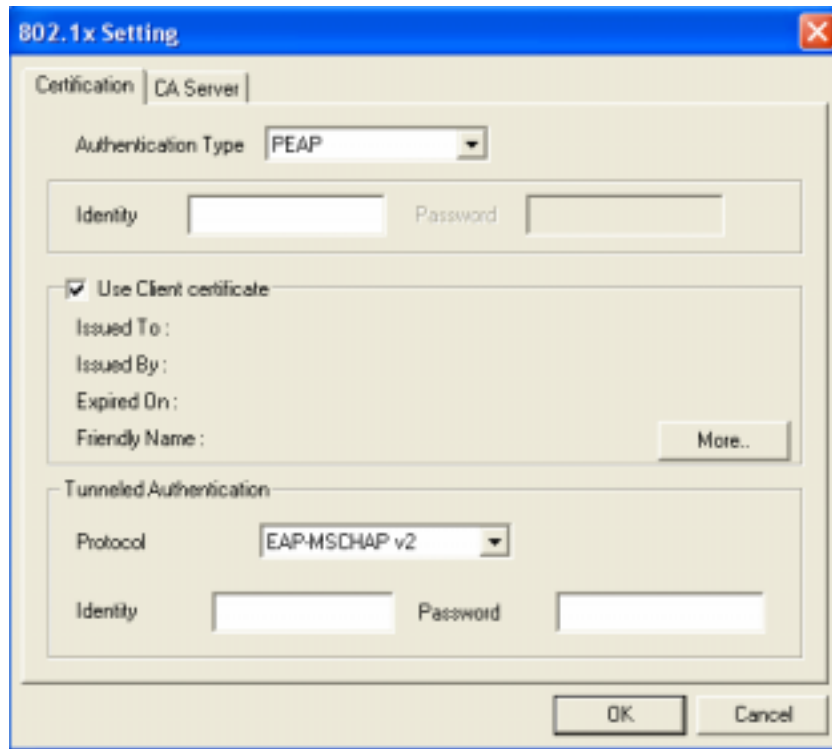 802.1x Setting
Certification
CA Server
Authentication Type PEAP
Identity Password
Use Client certificate
Issued To :
Issued By :
Expired On :
Friendly Name :
More..
Tunneled Authentication
Protocol EAP-MSCHAP v2
Identity Password
OK Cancel